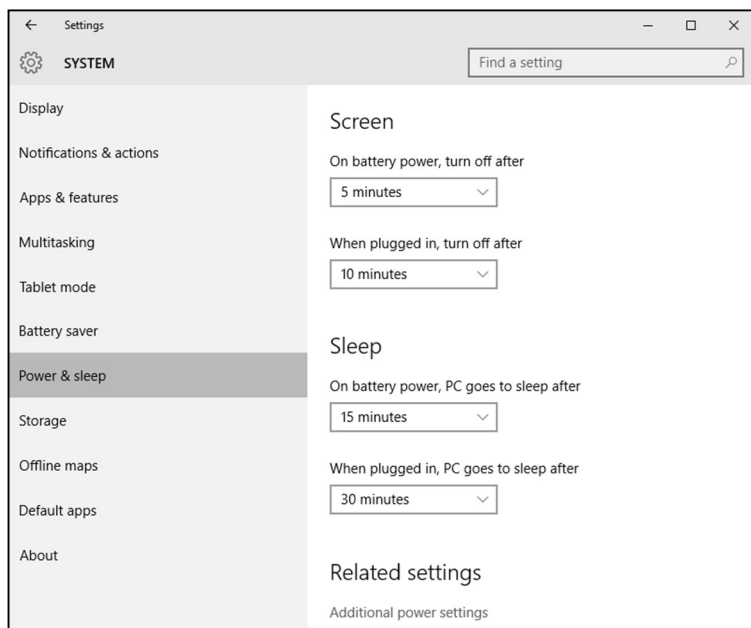 Settings
SYSTEM
Find a setting
Display
Notifications & actions
Apps & features
Multitasking
Tablet mode
Battery saver
Power & sleep
Storage
Offline maps
Default apps
About
Screen
On battery power, turn off after
5 minutes
When plugged in, turn off after
10 minutes
Sleep
On battery power, PC goes to sleep after
15 minutes
When plugged in, PC goes to sleep after
30 minutes
Related settings
Additional power settings